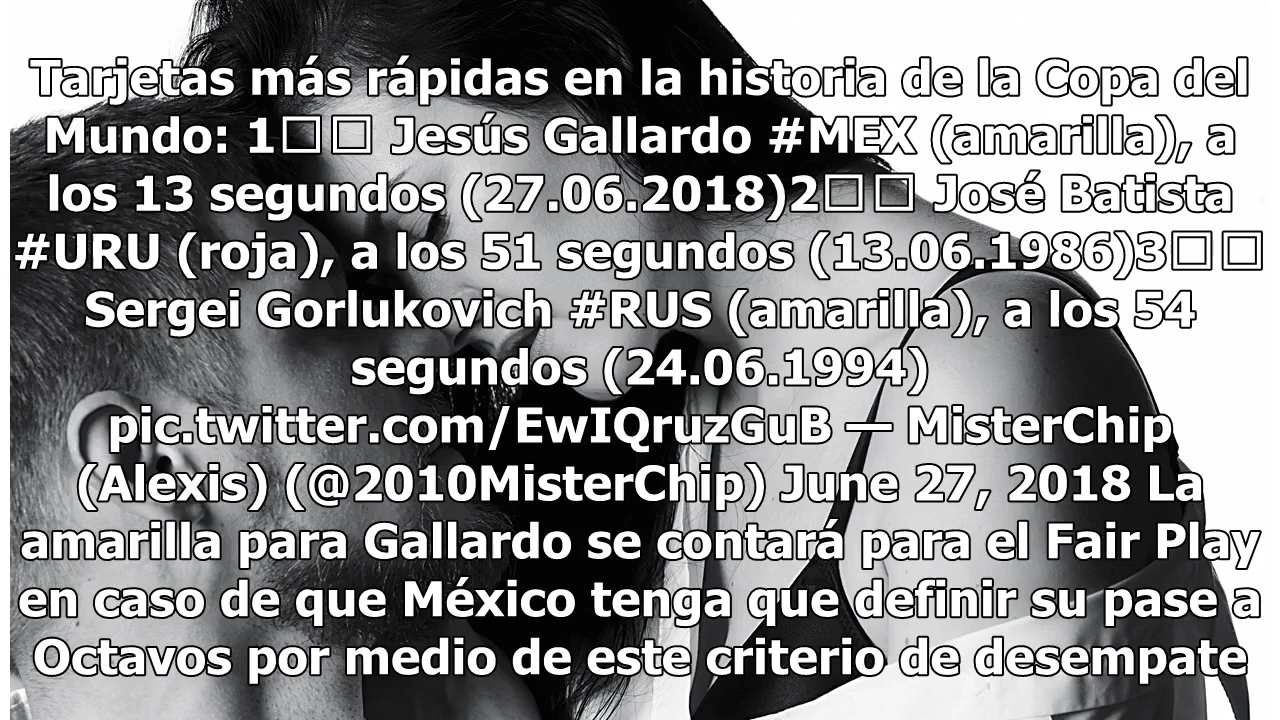 Tarjetas más rápidas en la historia de la Copa del
Mundo: 1□□ Jesús Gallardo #MEX (amarilla), a
los 13 segundos (27.06.2018)2□□ José Batista
#URU (roja), a los 51 segundos (13.06.1986)3□□
Sergei Gorlukovich #RUS (amarilla), a los 54
segundos (24.06.1994)
pic.twitter.com/EwIQruzGuB — MisterChip
(Alexis) (@2010MisterChip) June 27, 2018 La
amarilla para Gallardo se contará para el Fair Play
en caso de que México tenga que definir su pase a
Octavos por medio de este criterio de desempate